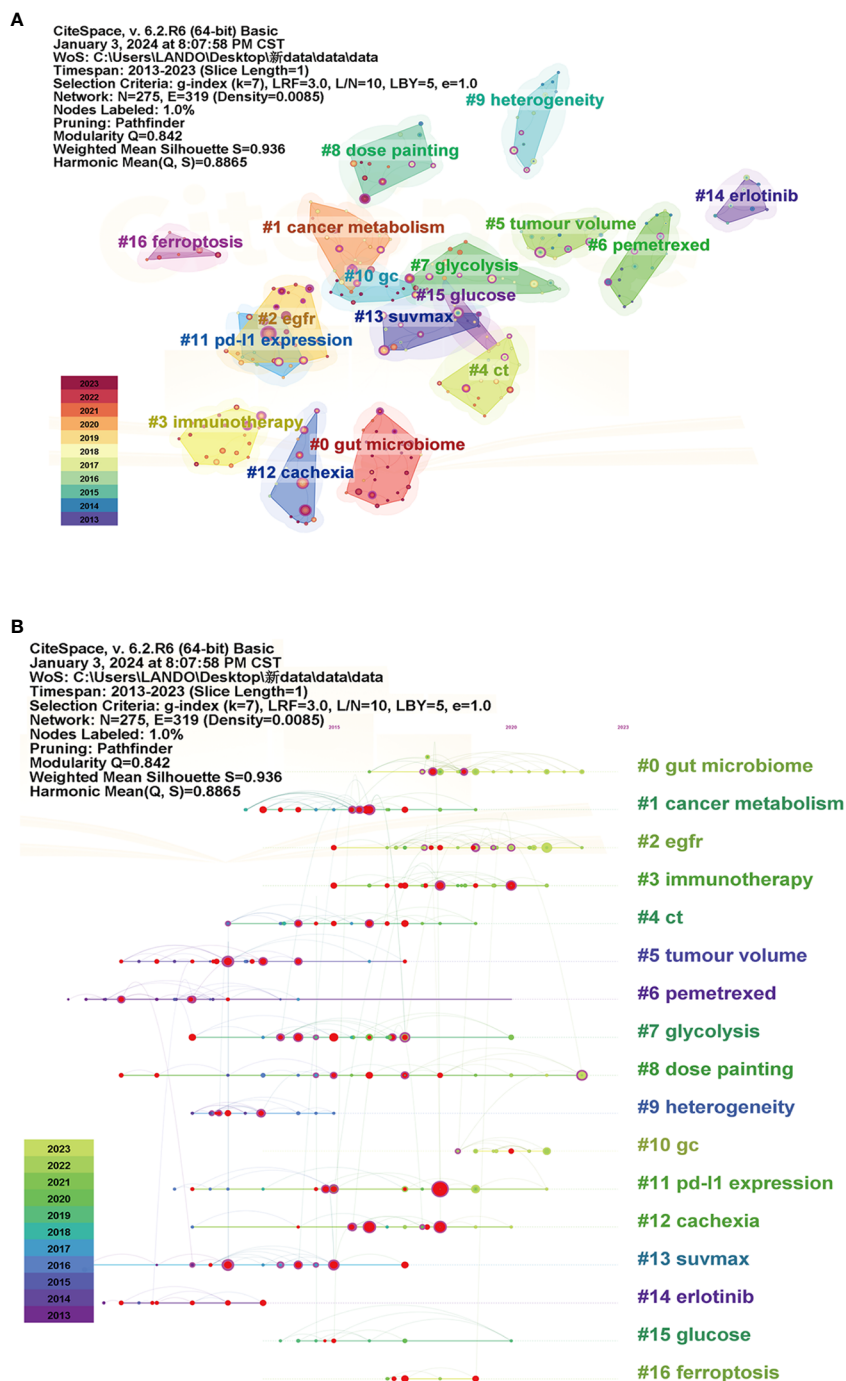 A
CiteSpace, v. 6.2.R6 (64-bit) Basic
January 3, 2024 at 8:07:58 PM CST
WoS: C:\Users\LANDO\Desktop\新data\data\data
Timespan: 2013-2023 (Slice Length=1)
Selection Criteria: g-index (k=7), LRF=3.0, L/N=10, LBY=5, e=1.0
Network: N=275, E=319 (Density=0.0085)
Nodes Labeled: 1.0%
Pruning: Pathfinder
Modularity Q=0.842
Weighted Mean Silhouette S=0.936
Harmonic Mean(Q, S)=0.8865
#9 heterogeneity
#8 dose painting
#14 erlotinib
#1 cancer metabolism
#5 tumour volume
#16 ferroptosis
#6 pemetrexed
#7 glycolysis
#10 gc
#15 glucose
#2 egfr
#13 suvmax
#11 pd-l1 expression
#4 ct
#3 immunotherapy
#0 gut microbiome
#12 cachexia
2023
2022
2021
2020
2019
2018
2017
2016
2015
2014
2013
B
CiteSpace, v. 6.2.R6 (64-bit) Basic
January 3, 2024 at 8:07:58 PM CST
WoS: C:\Users\LANDO\Desktop\新data\data\data
Timespan: 2013-2023 (Slice Length=1)
Selection Criteria: g-index (k=7), LRF=3.0, L/N=10, LBY=5, e=1.0
Network: N=275, E=319 (Density=0.0085)
Nodes Labeled: 1.0%
Pruning: Pathfinder
Modularity Q=0.842
Weighted Mean Silhouette S=0.936
Harmonic Mean(Q, S)=0.8865
2015 2020 2023
#0 gut microbiome
#1 cancer metabolism
#2 egfr
#3 immunotherapy
#4 ct
#5 tumour volume
#6 pemetrexed
#7 glycolysis
#8 dose painting
#9 heterogeneity
#10 gc
#11 pd-l1 expression
#12 cachexia
#13 suvmax
#14 erlotinib
#15 glucose
#16 ferroptosis
2023
2022
2021
2020
2019
2018
2017
2016
2015
2014
2013